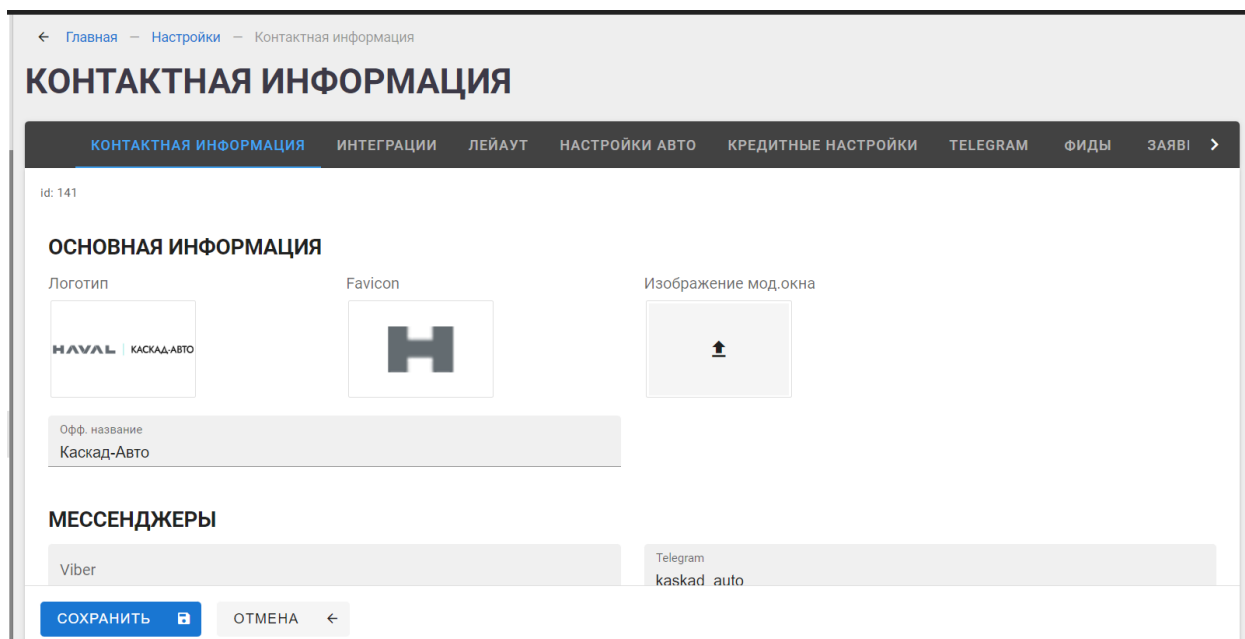 Главная — Настройки — Контактная информация
КОНТАКТНАЯ ИНФОРМАЦИЯ
КОНТАКТНАЯ ИНФОРМАЦИЯ ИНТЕГРАЦИИ ЛЕЙАУТ НАСТРОЙКИ АВТО КРЕДИТНЫЕ НАСТРОЙКИ TELEGRAM ФИДЫ ЗАЯВ
id: 141
ОСНОВНАЯ ИНФОРМАЦИЯ
Логотип Favicon Изображение мод.окна
HAVAL | КАСКАД-АВТО H
Офф. название
Каскад-Авто
МЕССЕНДЖЕРЫ
Viber Telegram
kaskad_auto
СОХРАНИТЬ ОТМЕНА